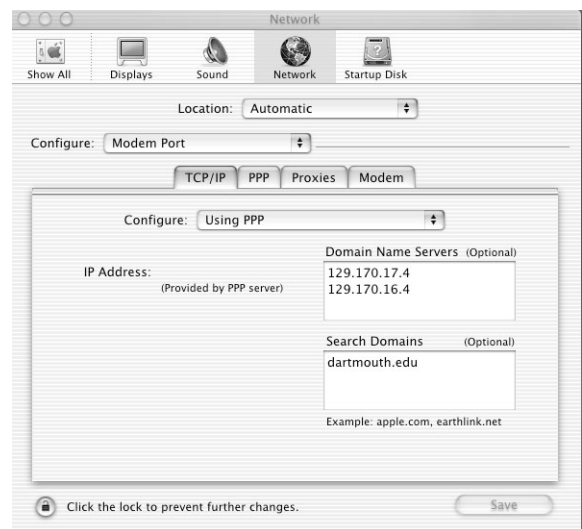 Network
Show All Displays Sound Network Startup Disk
Location: Automatic
Configure: Modem Port
TCP/IP PPP Proxies Modem
Configure: Using PPP
Domain Name Servers (Optional)
IP Address:
(Provided by PPP server)
129.170.17.4
129.170.16.4
Search Domains (Optional)
dartmouth.edu
Example: apple.com, earthlink.net
Click the lock to prevent further changes.
Save